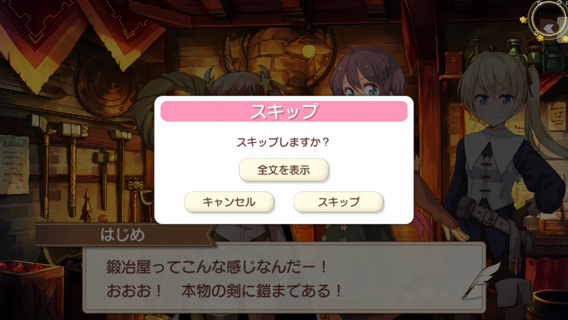 スキップ
スキップしますか？
全文を表示
キャンセル
スキップ
はじめ
鍛冶屋ってこんな感じなんだー！
おおお！　本物の剣に鎧まである！